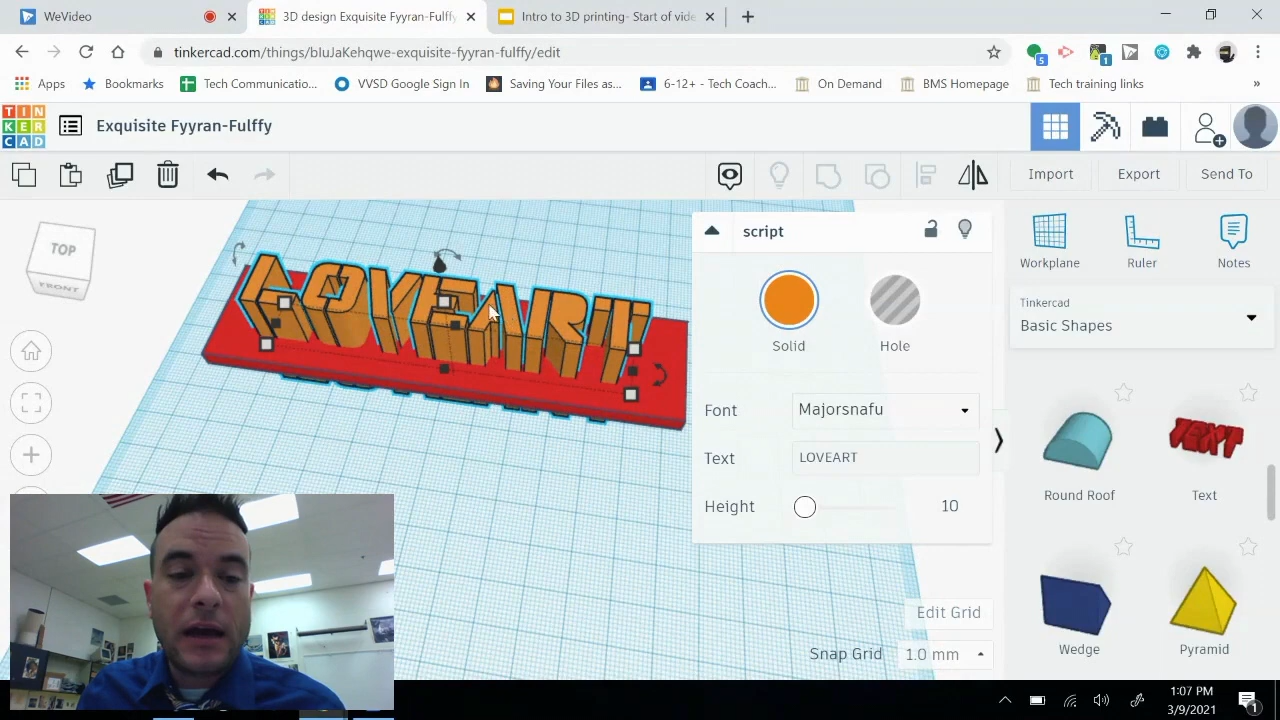 WeVideo
3D design Exquisite Fyyran-Fulff
Intro to 3D printing- Start of vide
tinkercad.com/things/bIuJaKehqwe-exquisite-fyyran-fulffy/edit
5
1
Apps
Bookmarks
Tech Communicatio...
VVSD Google Sign In
Saving Your Files as...
6-12+ - Tech Coach...
On Demand
BMS Homepage
Tech training links
»
TIN
KER
CAD
Exquisite Fyyran-Fulffy
Import
Export
Send To
TOP
FRONT
LOVEART
script
Solid
Hole
Font
Majorsnafu
Text
LOVEART
Height
10
Workplane
Ruler
Notes
Tinkercad
Basic Shapes
Round Roof
TEXT
Text
Wedge
Pyramid
Edit Grid
Snap Grid
1.0 mm
1:07 PM
3/9/2021
1